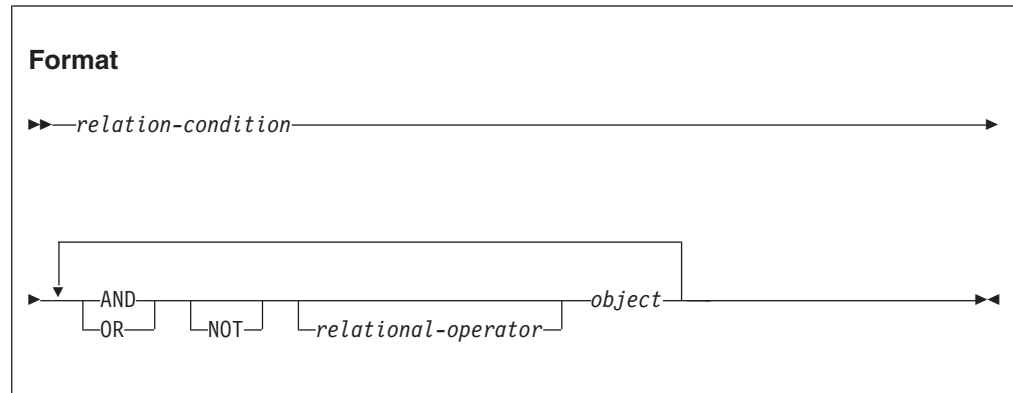 Format
relation-condition
AND object
OR NOT relational-operator